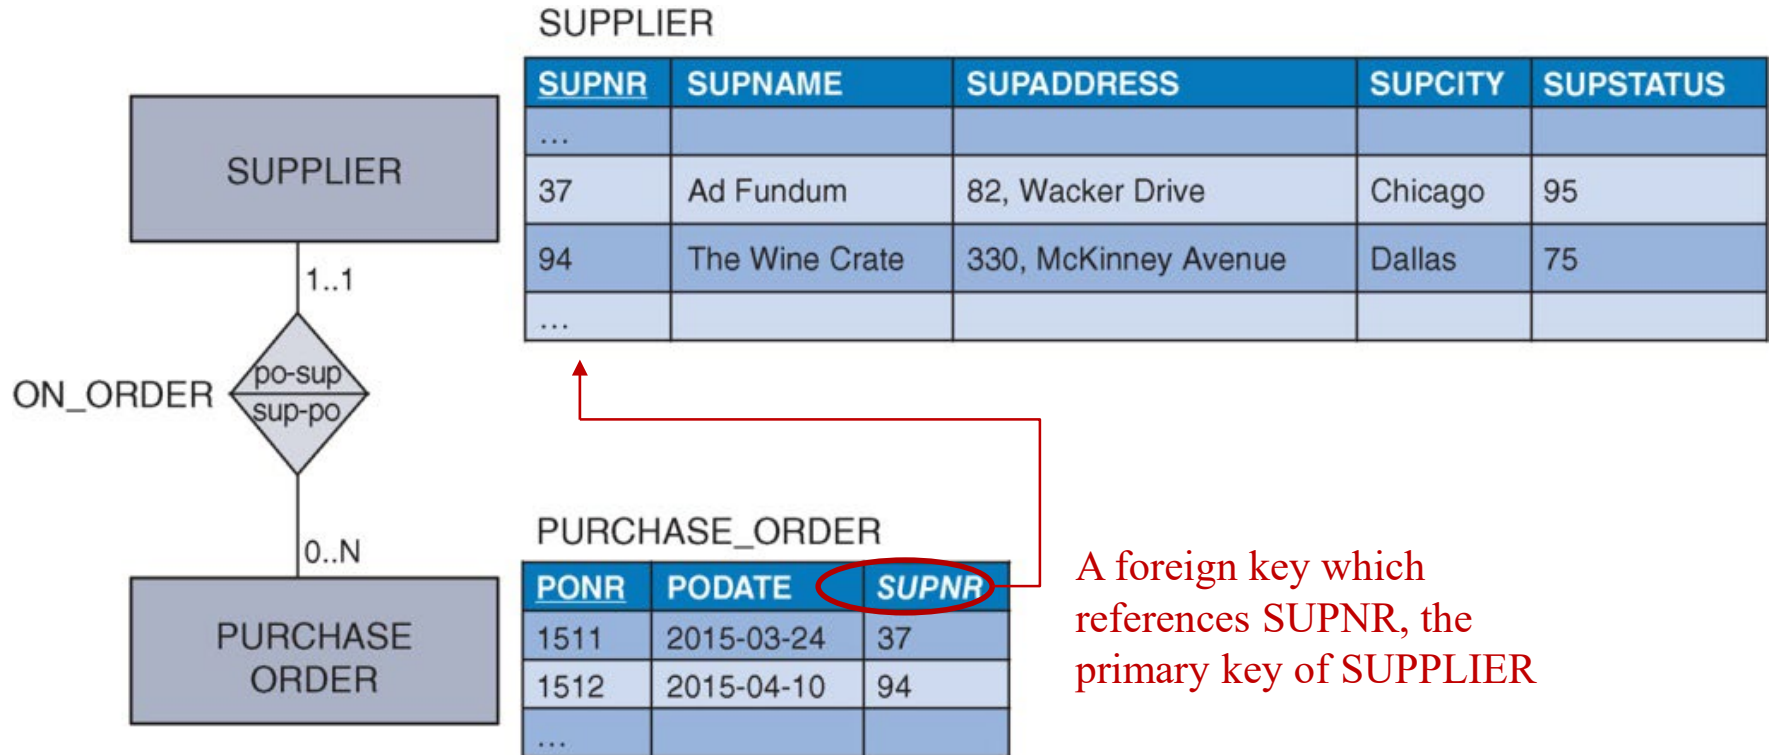 SUPPLIER
SUPNR SUPNAME SUPADDRESS SUPCITY SUPSTATUS
...
37 Ad Fundum 82, Wacker Drive Chicago 95
94 The Wine Crate 330, McKinney Avenue Dallas 75
...
SUPPLIER
1..1
ON_ORDER
po-sup
sup-po
0..N
PURCHASE
ORDER
PURCHASE_ORDER
PONR PODATE SUPNR
1511 2015-03-24 37
1512 2015-04-10 94
...
A foreign key which
references SUPNR, the
primary key of SUPPLIER